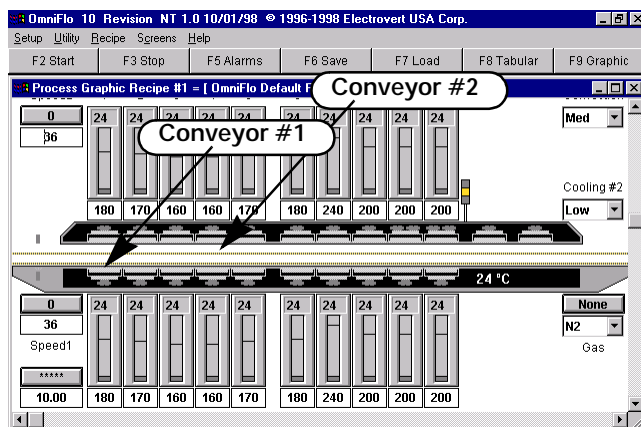 OmniFlo 10 Revision NT 1.0 10/01/98 © 1996-1998 Electrovert USA Corp.
Setup Utility Recipe Screens Help
F2 Start F3 Stop F5 Alarms F6 Save F7 Load F8 Tabular F9 Graphic
Process Graphic Recipe #1 = [ OmniFlo Default
Conveyor #2
0 24 24 24 24 24 24 24 24 24 24 Med
36
Conveyor #1
Cooling #2
180 170 160 160 170 180 240 200 200 200 Low
24 °C
0 24 24 24 24 24 24 24 24 24 24 None
36 N2
Speed1 Gas
*****
10.00 180 170 160 160 170 180 240 200 200 200